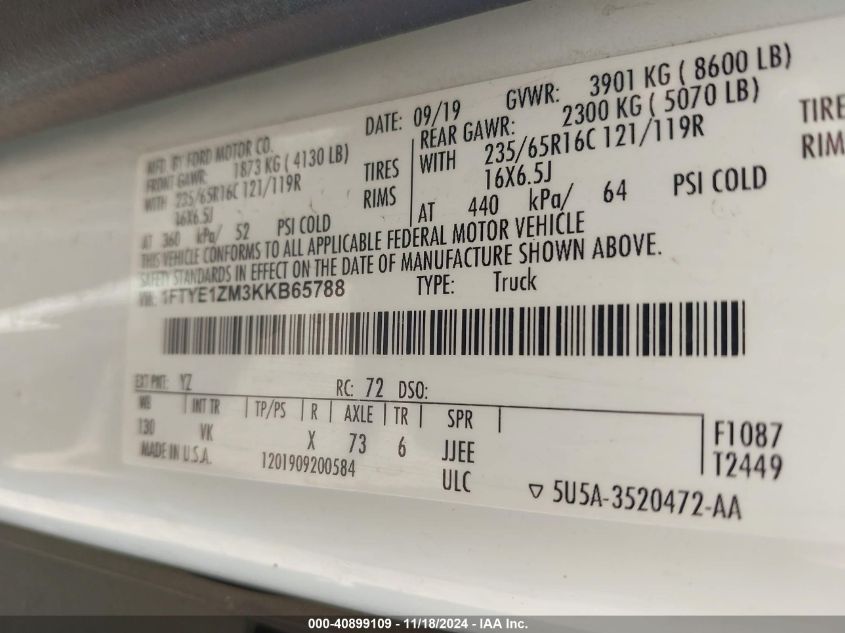 MFD. BY FORD MOTOR CO.
DATE: 09/19
GVWR: 3901 KG ( 8600 LB)
FRONT GAWR: 1873 KG ( 4130 LB)
REAR GAWR: 2300 KG ( 5070 LB)
WITH 235/65R16C 121/119R TIRES
WITH 235/65R16C 121/119R TIRE
16X6.5J RIMS
16X6.5J RIM
AT 360 kPa/ 52 PSI COLD
AT 440 kPa/ 64 PSI COLD
THIS VEHICLE CONFORMS TO ALL APPLICABLE FEDERAL MOTOR VEHICLE
SAFETY STANDARDS IN EFFECT ON THE DATE OF MANUFACTURE SHOWN ABOVE.
VIN: 1FTYE1ZM3KKB65788 TYPE: Truck
EXT PNT: YZ RC: 72 DSO:
WB INT TR TP/PS R AXLE TR SPR
130 VK X 73 6 JJEE
F1087
T2449
MADE IN U.S.A. 1201909200584 ULC
▽ 5U5A-3520472-AA
000-40899109 - 11/18/2024 - IAA Inc.